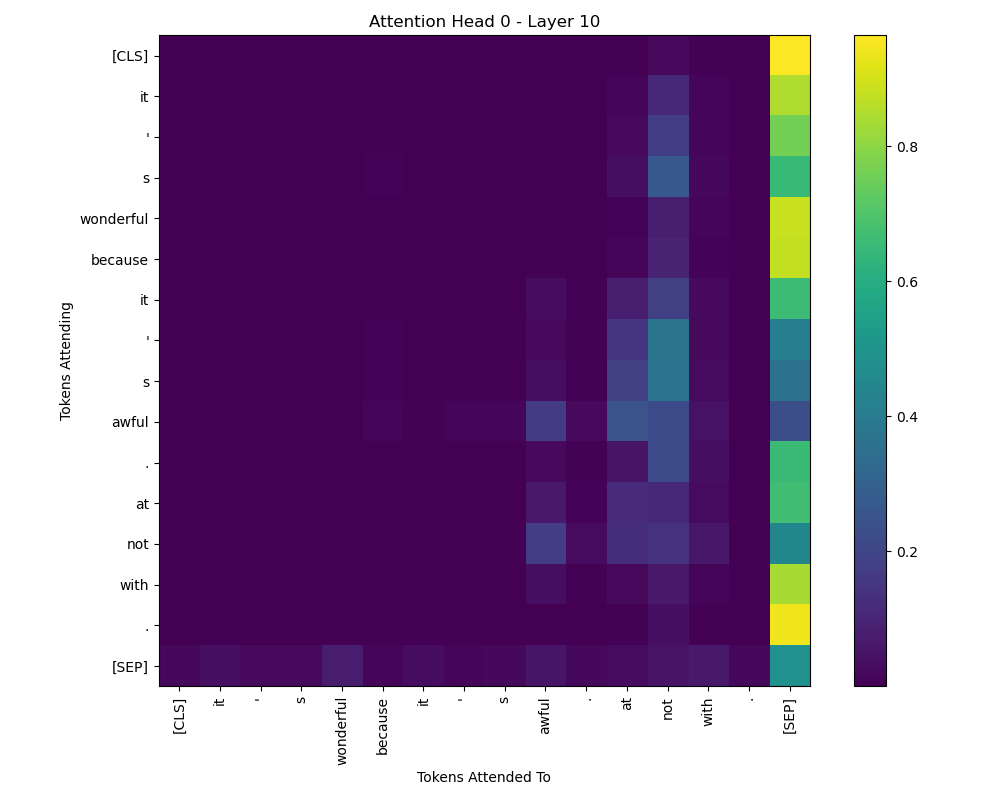 Attention Head 0 - Layer 10
[CLS]
it
'
s
wonderful
because
it
'
s
awful
.
at
not
with
.
[SEP]
Tokens Attending
[CLS]
it
'
s
wonderful
because
it
'
s
awful
.
at
not
with
.
[SEP]
Tokens Attended To
0.8
0.6
0.4
0.2